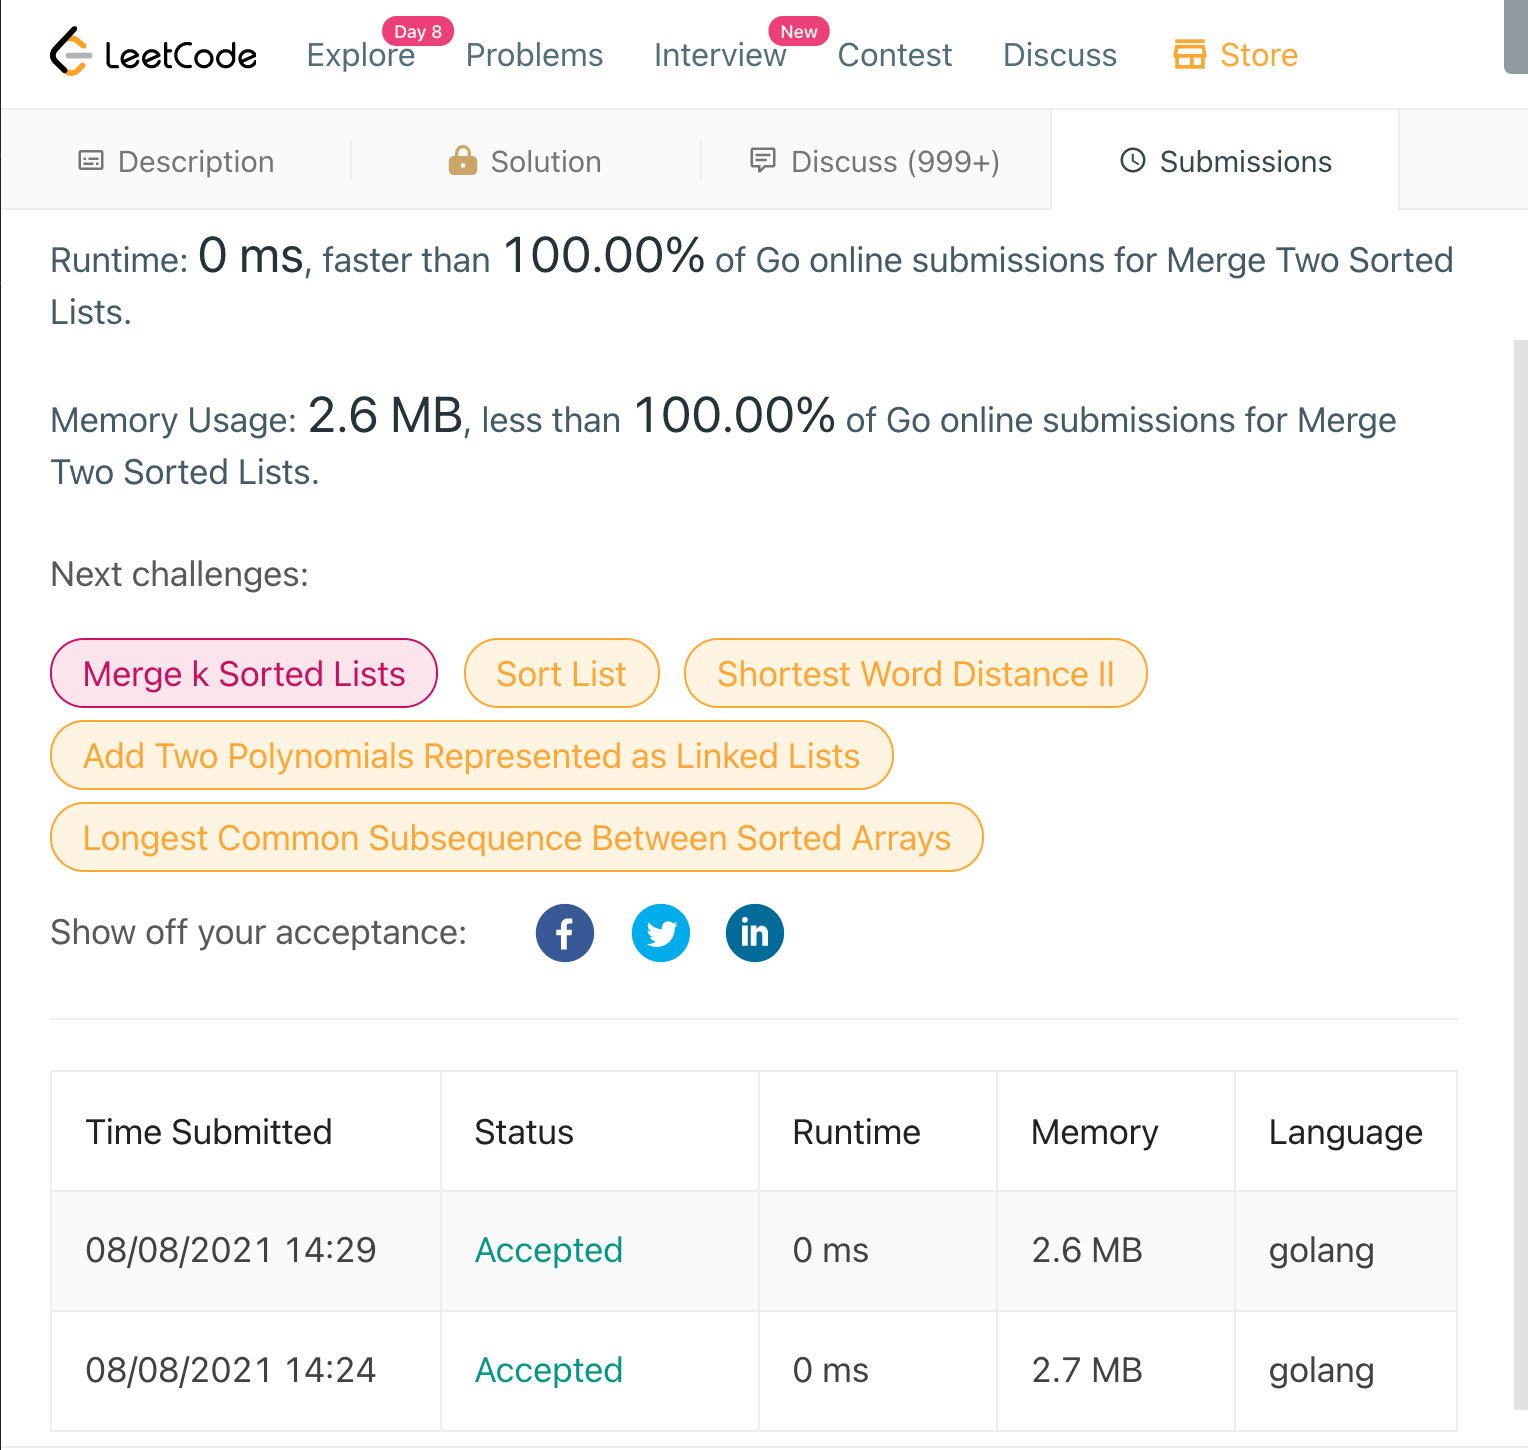 LeetCode Explore Day 8 Problems Interview New Contest Discuss Store
Description Solution Discuss (999+) Submissions
Runtime: 0 ms, faster than 100.00% of Go online submissions for Merge Two Sorted
Lists.
Memory Usage: 2.6 MB, less than 100.00% of Go online submissions for Merge
Two Sorted Lists.
Next challenges:
Merge k Sorted Lists Sort List Shortest Word Distance II
Add Two Polynomials Represented as Linked Lists
Longest Common Subsequence Between Sorted Arrays
Show off your acceptance: f in
Time Submitted Status Runtime Memory Language
08/08/2021 14:29 Accepted 0 ms 2.6 MB golang
08/08/2021 14:24 Accepted 0 ms 2.7 MB golang